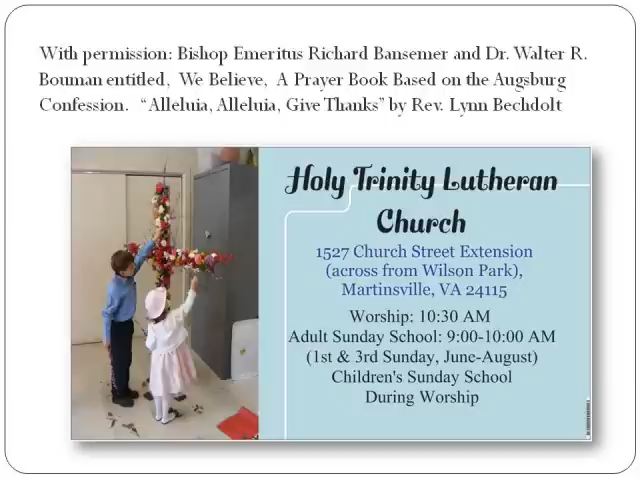 With permission: Bishop Emeritus Richard Bansemer and Dr. Walter R.
Bouman entitled, We Believe, A Prayer Book Based on the Augsburg
Confession. “Alleluia, Alleluia, Give Thanks” by Rev. Lynn Bechdolt
Holy Trinity Lutheran
Church
1527 Church Street Extension
(across from Wilson Park),
Martinsville, VA 24115
Worship: 10:30 AM
Adult Sunday School: 9:00-10:00 AM
(1st & 3rd Sunday, June-August)
Children's Sunday School
During Worship